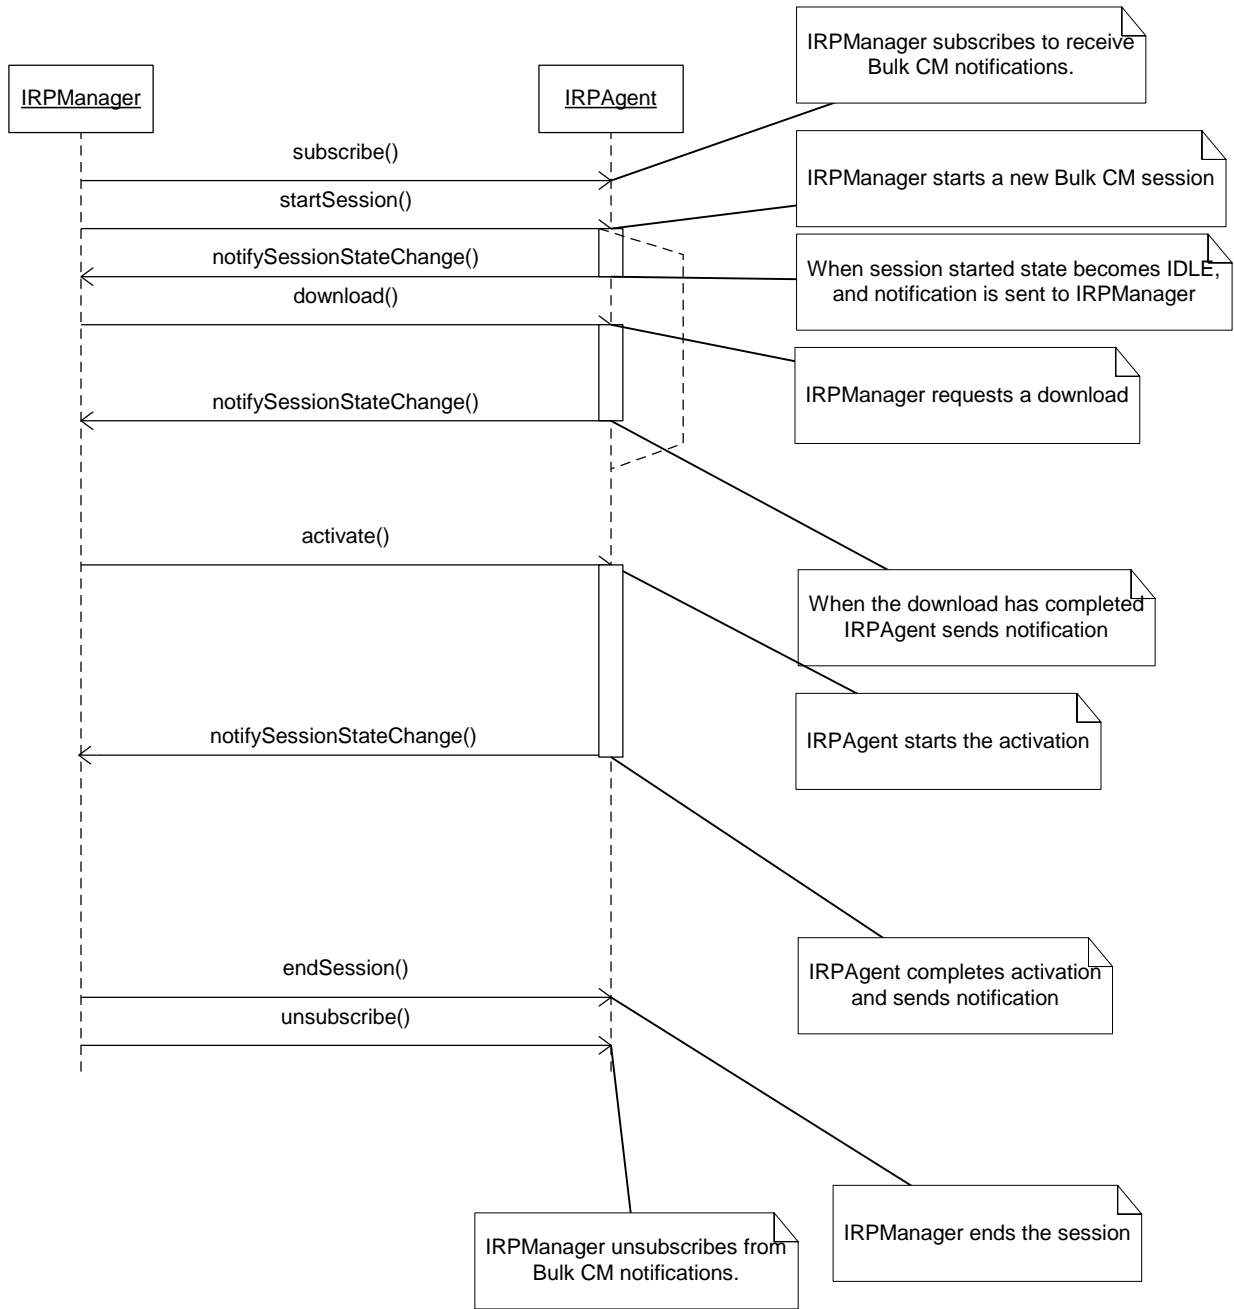 IRPManager subscribes to receive
Bulk CM notifications.
IRPManager
IRPAgent
subscribe()
IRPManager starts a new Bulk CM session
startSession()
notifySessionStateChange()
When session started state becomes IDLE,
and notification is sent to IRPManager
download()
IRPManager requests a download
notifySessionStateChange()
activate()
When the download has completed
IRPAgent sends notification
notifySessionStateChange()
IRPAgent starts the activation
endSession()
IRPAgent completes activation
and sends notification
unsubscribe()
IRPManager ends the session
IRPManager unsubscribes from
Bulk CM notifications.